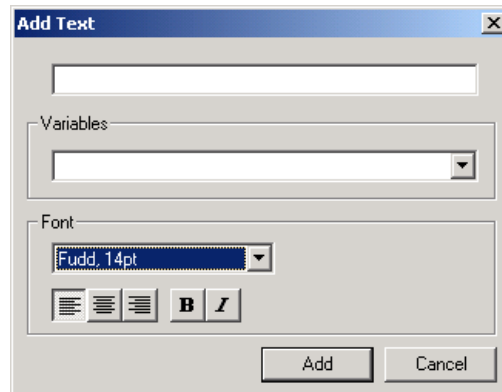 Add Text
Variables
Font
Fudd, 14pt
B I
Add Cancel